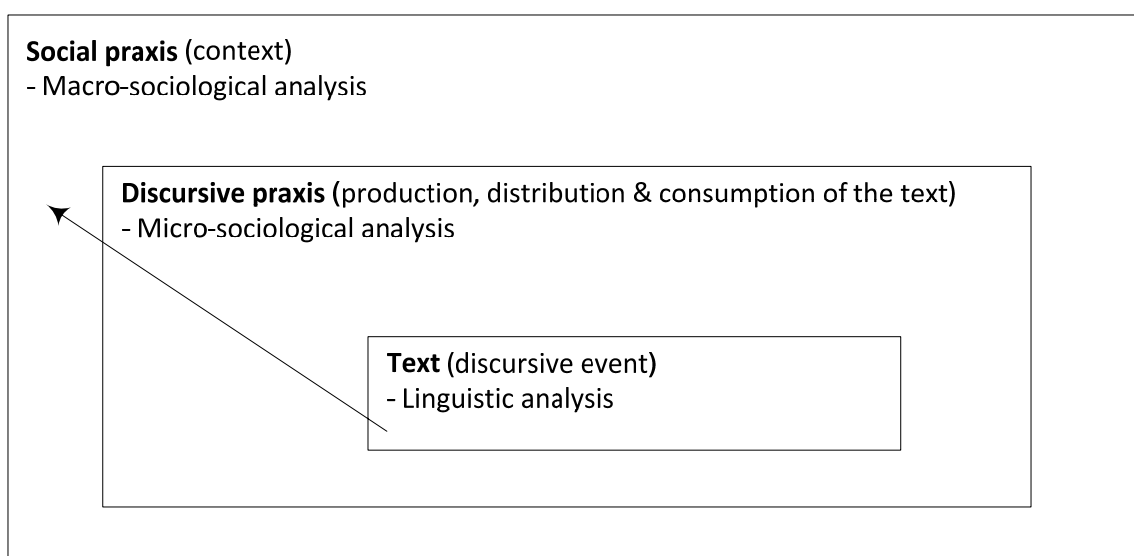 Social praxis (context)
- Macro-sociological analysis
Discursive praxis (production, distribution & consumption of the text)
- Micro-sociological analysis
Text (discursive event)
- Linguistic analysis